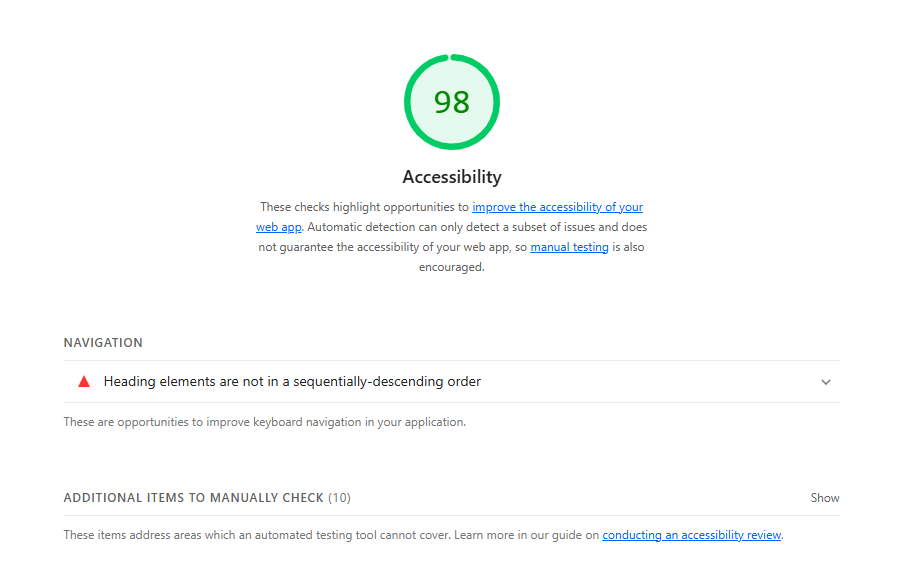 98
Accessibility
These checks highlight opportunities to improve the accessibility of your
web app. Automatic detection can only detect a subset of issues and does
not guarantee the accessibility of your web app, so manual testing is also
encouraged.
NAVIGATION
Heading elements are not in a sequentially-descending order
These are opportunities to improve keyboard navigation in your application.
ADDITIONAL ITEMS TO MANUALLY CHECK (10) Show
These items address areas which an automated testing tool cannot cover. Learn more in our guide on conducting an accessibility review.